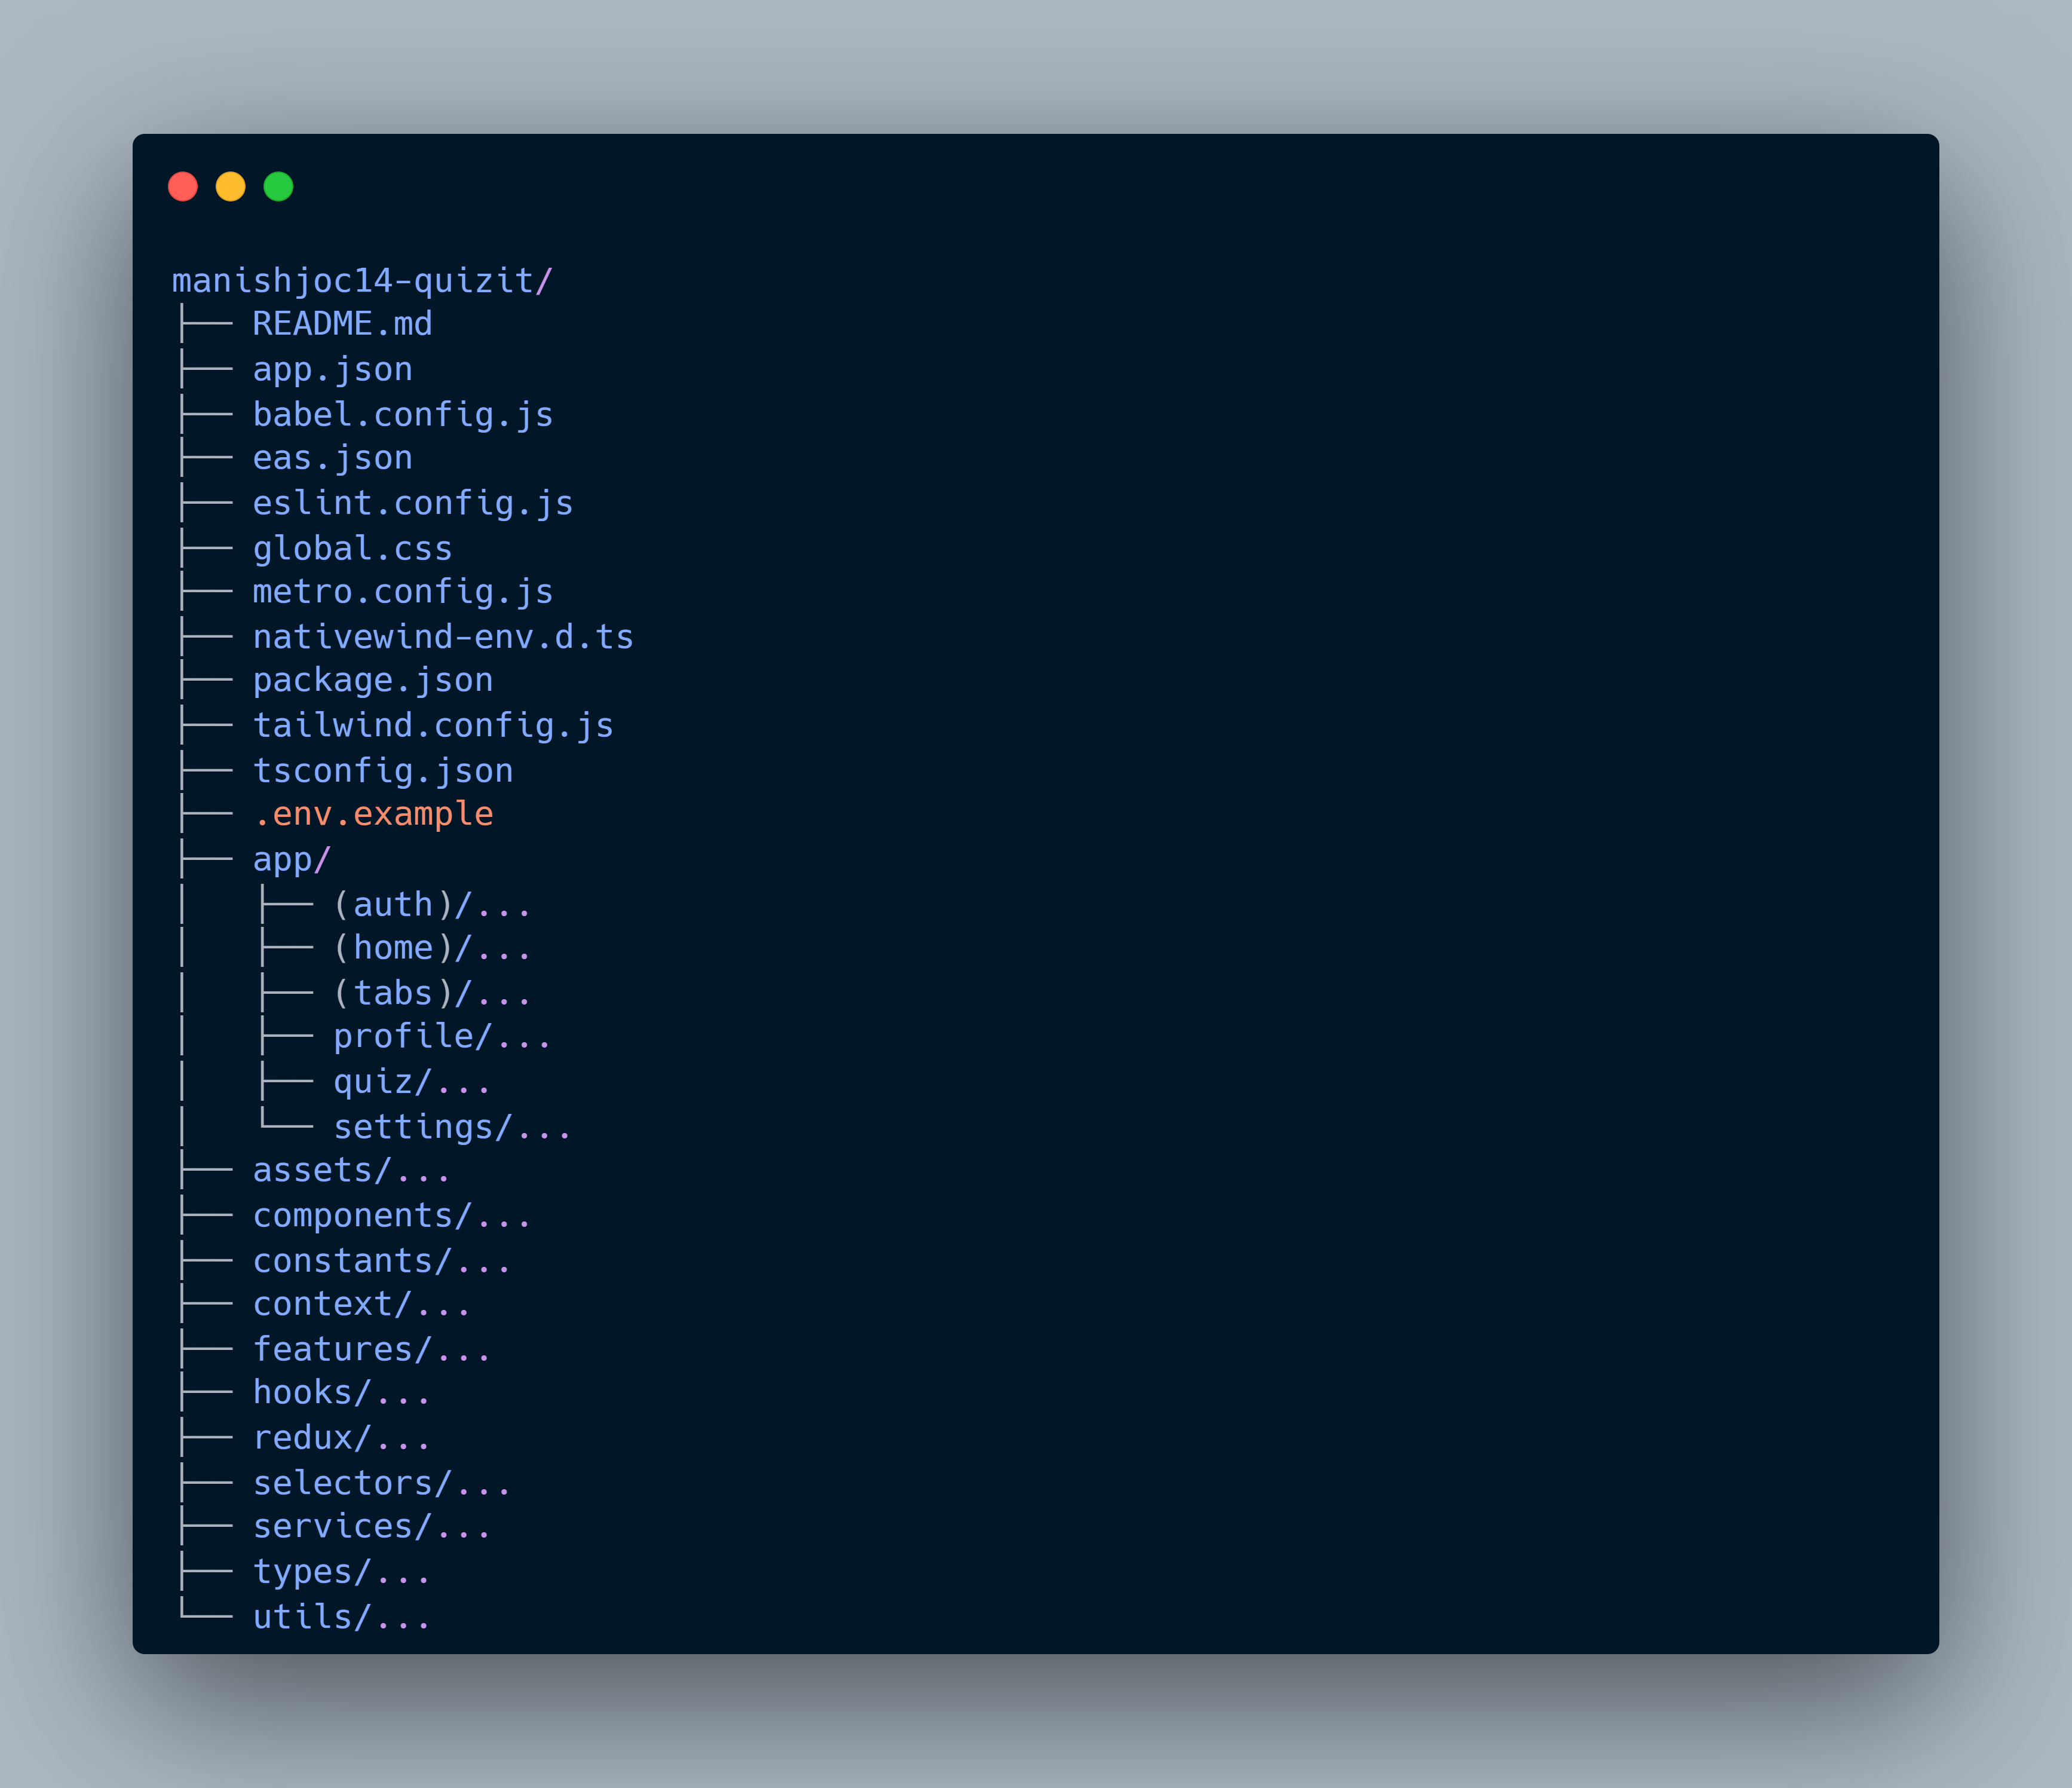 manishjoc14-quizit/
├── README.md
├── app.json
├── babel.config.js
├── eas.json
├── eslint.config.js
├── global.css
├── metro.config.js
├── nativewind-env.d.ts
├── package.json
├── tailwind.config.js
├── tsconfig.json
├── .env.example
├── app/
│   ├── (auth)/...
│   ├── (home)/...
│   ├── (tabs)/...
│   ├── profile/...
│   ├── quiz/...
│   └── settings/...
├── assets/...
├── components/...
├── constants/...
├── context/...
├── features/...
├── hooks/...
├── redux/...
├── selectors/...
├── services/...
├── types/...
└── utils/...